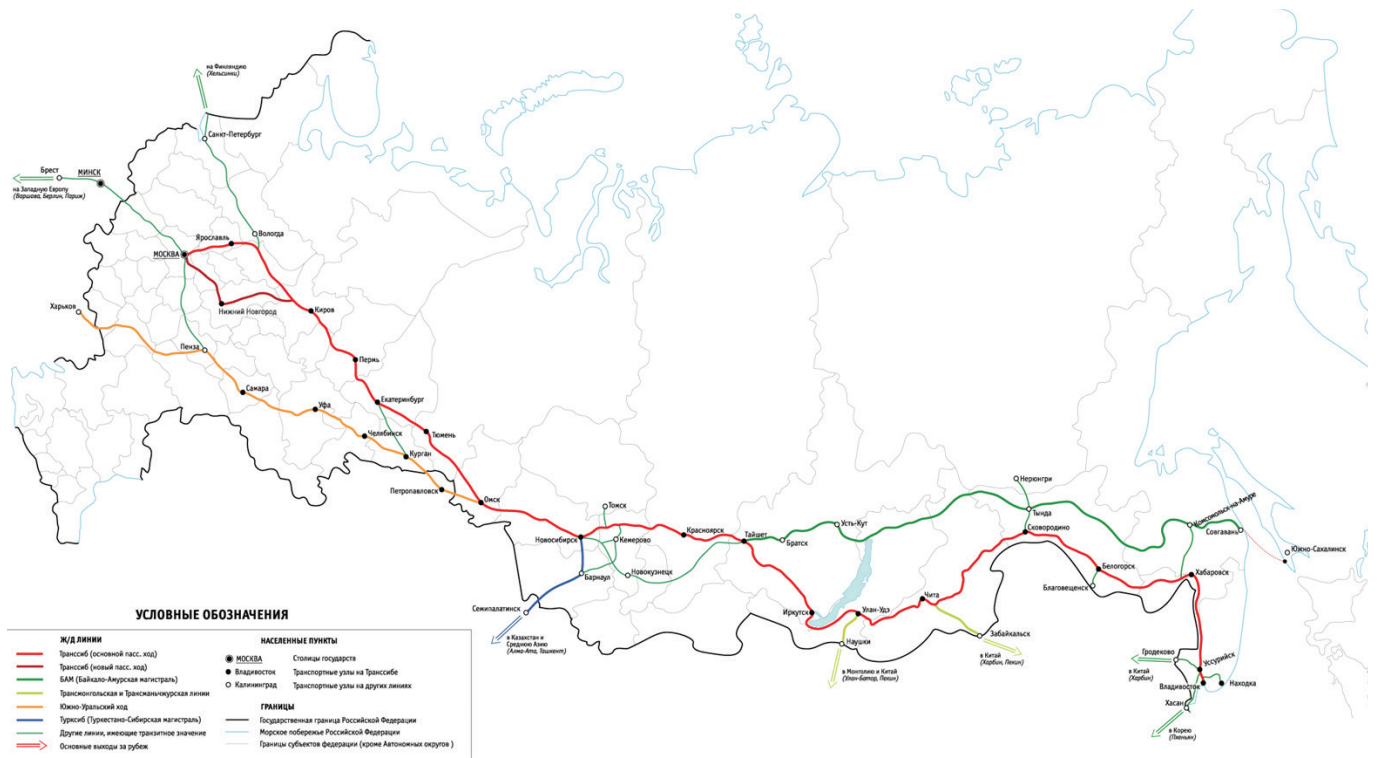 на Финляндию
(Хельсинки)
Санкт-Петербург
Брест
МИНСК
на Западную Европу
(Варшава, Берлин, Париж)
Ярославль
Вологда
МОСКВА
Нижний Новгород
Киров
Харьков
Пенза
Пермь
Самара
Уфа
Екатеринбург
Челябинск
Тюмень
Курган
Петропавловск
Омск
Томск
Новосибирск
Кемерово
Красноярск
Тайшет
Братск
Усть-Кут
Барнаул
Новокузнецк
Семипалатинск
в Казахстан и
Среднюю Азию
(Алма-Ата, Ташкент)
Иркутск
Улан-Удэ
Чита
Наушки
в Монголию и Китай
(Улан-Батор, Пекин)
Забайкальск
в Китай
(Харбин, Пекин)
Нерюнгри
Тында
Сковородино
Комсомольск-на-Амуре
Совгавань
Южно-Сахалинск
Белогорск
Благовещенск
Хабаровск
Гродеково
в Китай
(Харбин)
Уссурийск
Владивосток
Находка
Хасан
в Корею
(Пхеньян)
УСЛОВНЫЕ ОБОЗНАЧЕНИЯ
Ж/Д ЛИНИИ
Транссиб (основной пасс. ход)
Транссиб (новый пасс. ход)
БАМ (Байкало-Амурская магистраль)
Трансмонгольская и Трансманьчжурская линии
Южно-Уральский ход
Турксиб (Туркестано-Сибирская магистраль)
Другие линии, имеющие транзитное значение
Основные выходы за рубеж
НАСЕЛЕННЫЕ ПУНКТЫ
МОСКВА Столицы государств
Владивосток Транспортные узлы на Транссибе
Калининград Транспортные узлы на других линиях
ГРАНИЦЫ
Государственная граница Российской Федерации
Морское побережье Российской Федерации
Границы субъектов федерации (кроме Автономных округов )